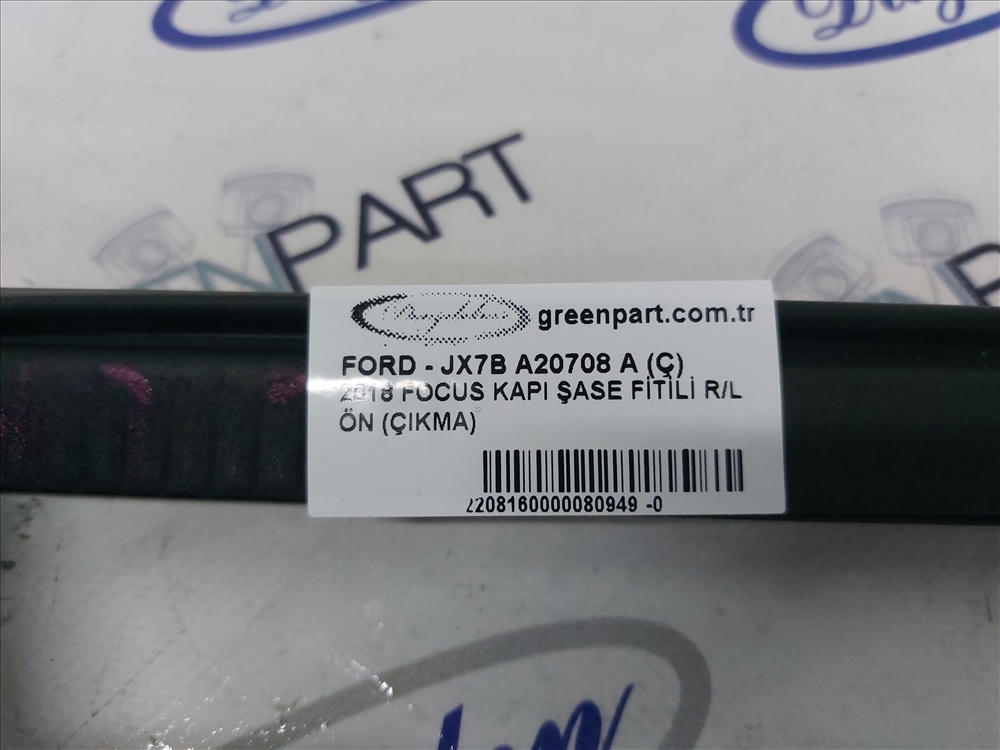 PART
greenpart.com.tr
FORD - JX7B A20708 A (Ç)
2018 FOCUS KAPI ŞASE FİTİLİ R/L
ÖN (ÇIKMA)
2208160000080949 -0